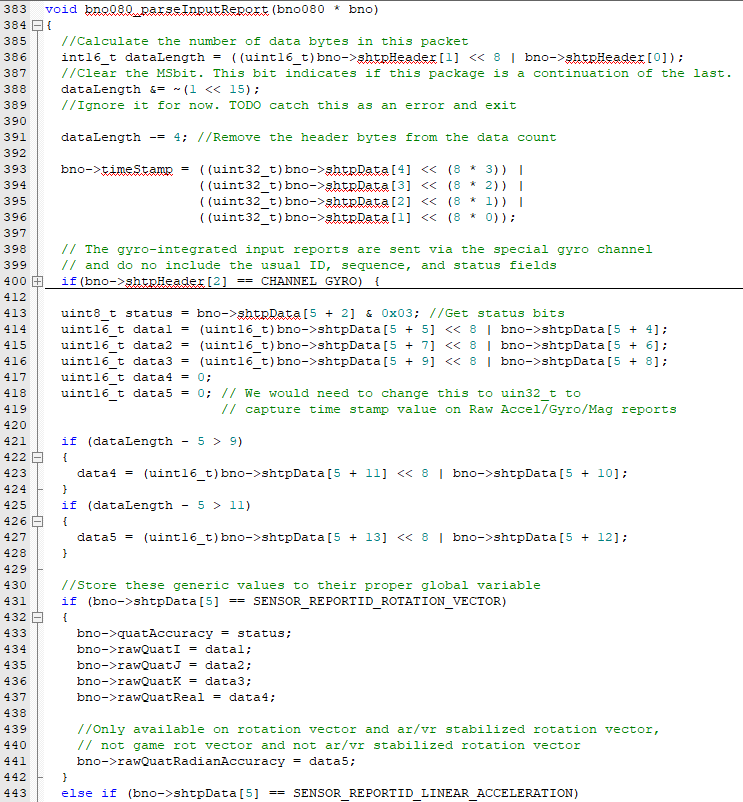 383 void bno080_parseInputReport(bno080 * bno)
384 {
385 //Calculate the number of data bytes in this packet
386 int16_t dataLength = ((uint16_t)bno->shtpHeader[1] << 8 | bno->shtpHeader[0]);
387 //Clear the MSbit. This bit indicates if this package is a continuation of the last.
388 dataLength &= ~(1 << 15);
389 //Ignore it for now. TODO catch this as an error and exit
390
391 dataLength -= 4; //Remove the header bytes from the data count
392
393 bno->timeStamp = ((uint32_t)bno->shtpData[4] << (8 * 3)) |
394 ((uint32_t)bno->shtpData[3] << (8 * 2)) |
395 ((uint32_t)bno->shtpData[2] << (8 * 1)) |
396 ((uint32_t)bno->shtpData[1] << (8 * 0));
397
398 // The gyro-integrated input reports are sent via the special gyro channel
399 // and do no include the usual ID, sequence, and status fields
400 if(bno->shtpHeader[2] == CHANNEL_GYRO) {
412
413 uint8_t status = bno->shtpData[5 + 2] & 0x03; //Get status bits
414 uint16_t data1 = (uint16_t)bno->shtpData[5 + 5] << 8 | bno->shtpData[5 + 4];
415 uint16_t data2 = (uint16_t)bno->shtpData[5 + 7] << 8 | bno->shtpData[5 + 6];
416 uint16_t data3 = (uint16_t)bno->shtpData[5 + 9] << 8 | bno->shtpData[5 + 8];
417 uint16_t data4 = 0;
418 uint16_t data5 = 0; // We would need to change this to uin32_t to
419 // capture time stamp value on Raw Accel/Gyro/Mag reports
420
421 if (dataLength - 5 > 9)
422 {
423 data4 = (uint16_t)bno->shtpData[5 + 11] << 8 | bno->shtpData[5 + 10];
424 }
425 if (dataLength - 5 > 11)
426 {
427 data5 = (uint16_t)bno->shtpData[5 + 13] << 8 | bno->shtpData[5 + 12];
428 }
429
430 //Store these generic values to their proper global variable
431 if (bno->shtpData[5] == SENSOR_REPORTID_ROTATION_VECTOR)
432 {
433 bno->quatAccuracy = status;
434 bno->rawQuatI = data1;
435 bno->rawQuatJ = data2;
436 bno->rawQuatK = data3;
437 bno->rawQuatReal = data4;
438
439 //Only available on rotation vector and ar/vr stabilized rotation vector,
440 // not game rot vector and not ar/vr stabilized rotation vector
441 bno->rawQuatRadianAccuracy = data5;
442 }
443 else if (bno->shtpData[5] == SENSOR_REPORTID_LINEAR_ACCELERATION)